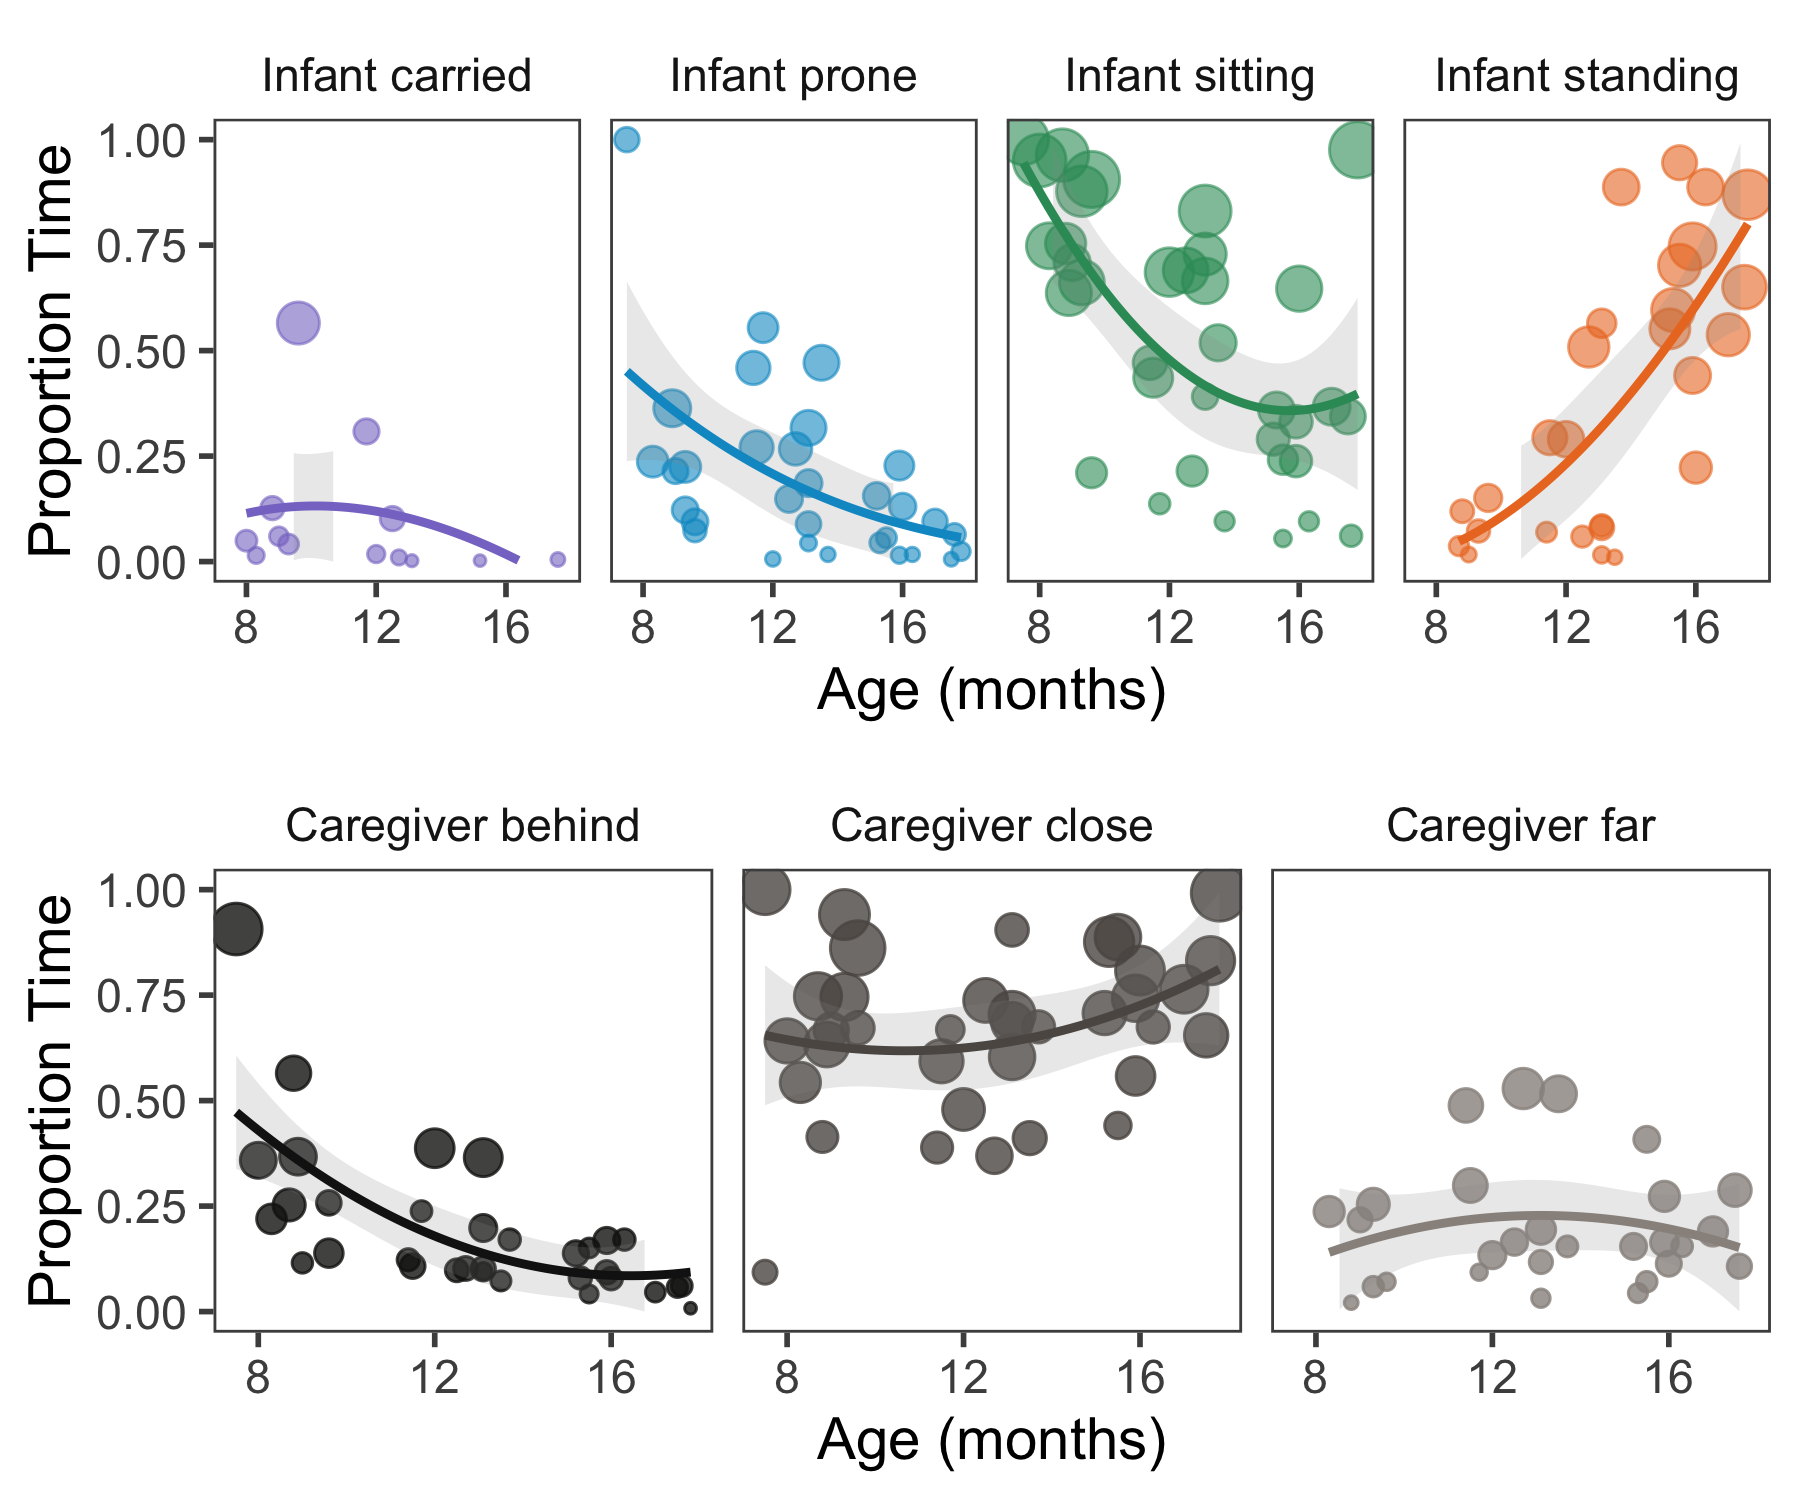 Infant carried Infant prone Infant sitting Infant standing
1.00
0.75
0.50
0.25
0.00
Proportion Time
8 12 16 8 12 16 8 12 16 8 12 16
Age (months)
Caregiver behind Caregiver close Caregiver far
1.00
0.75
0.50
0.25
0.00
Proportion Time
8 12 16 8 12 16 8 12 16
Age (months)